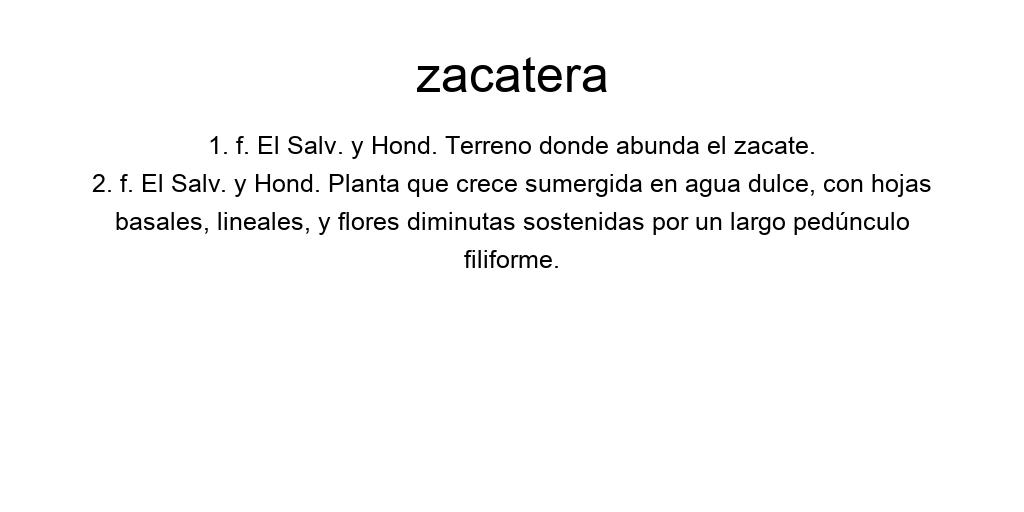 zacatera
1. f. El Salv. y Hond. Terreno donde abunda el zacate.
2. f. El Salv. y Hond. Planta que crece sumergida en agua dulce, con hojas
basales, lineales, y flores diminutas sostenidas por un largo pedúnculo
filiforme.